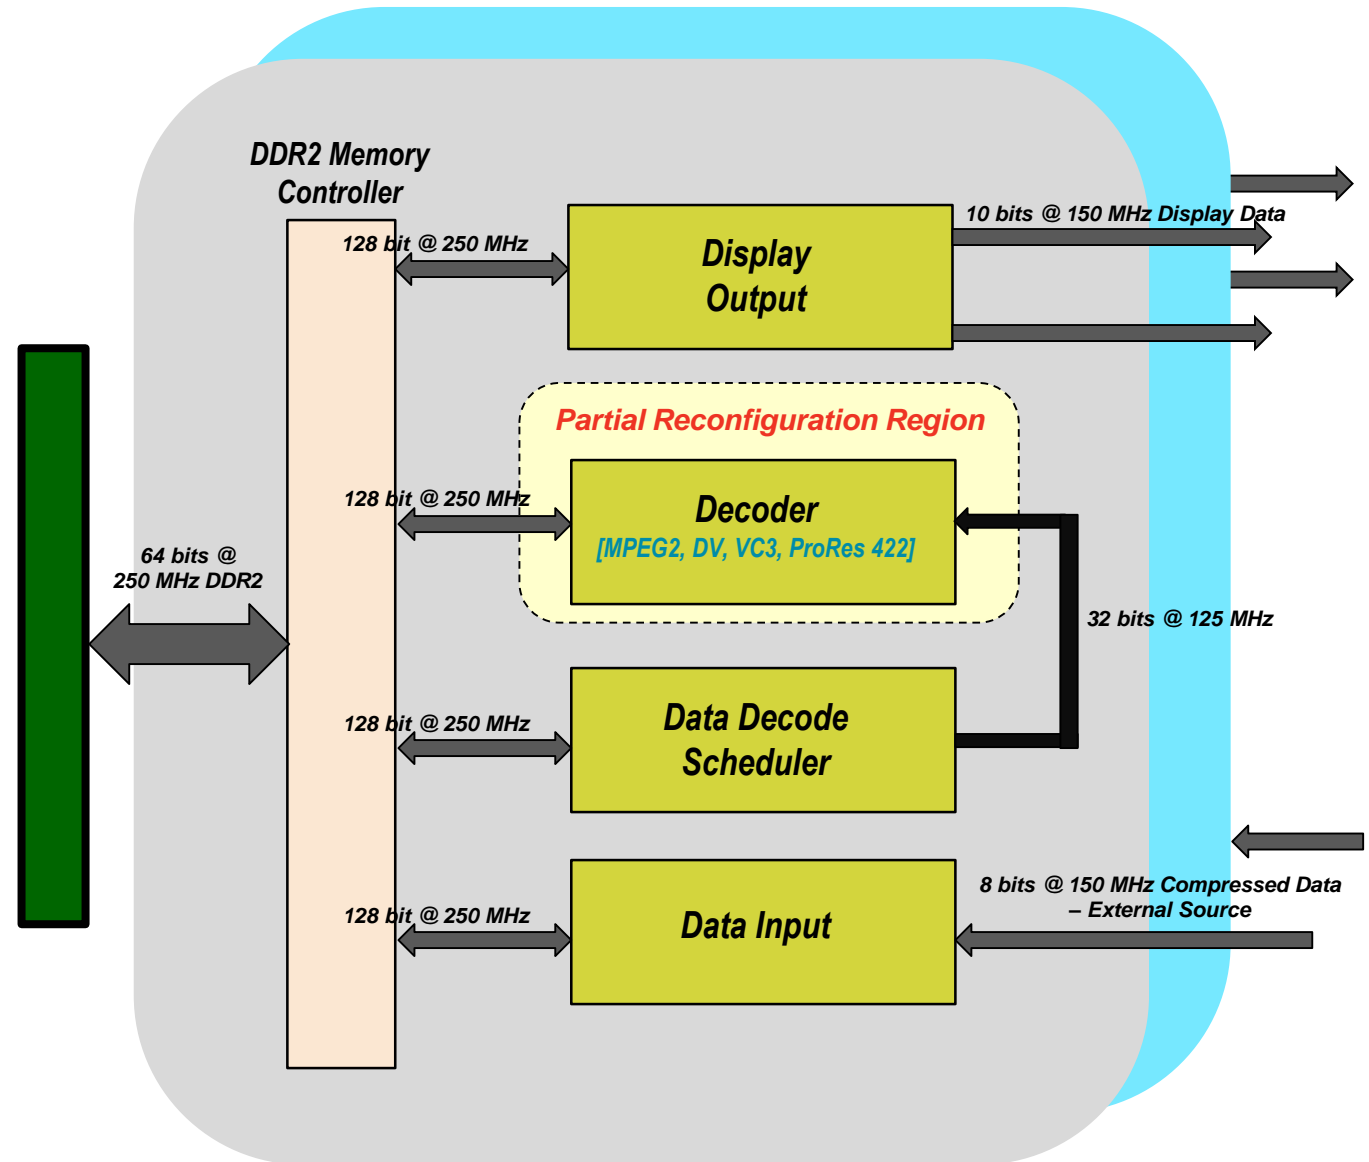 DDR2 Memory
Controller
128 bit @ 250 MHz
Display
Output
10 bits @ 150 MHz Display Data
Partial Reconfiguration Region
128 bit @ 250 MHz
Decoder
[MPEG2, DV, VC3, ProRes 422]
64 bits @
250 MHz DDR2
32 bits @ 125 MHz
128 bit @ 250 MHz
Data Decode
Scheduler
128 bit @ 250 MHz
Data Input
8 bits @ 150 MHz Compressed Data
– External Source